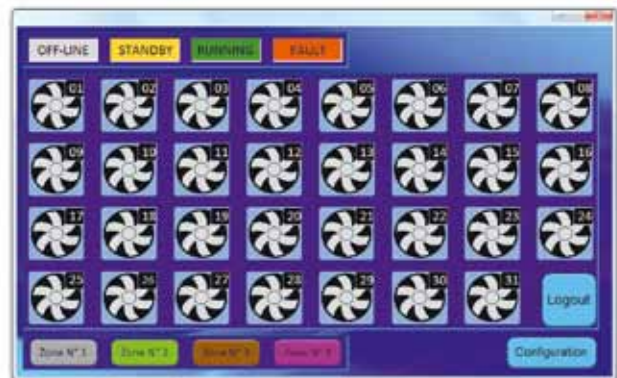 OFF-LINE STANDBY RUNNING FAULT
01 02 03 04 05 06 07 08
09 10 11 12 13 14 15 16
17 18 19 20 21 22 23 24
25 26 27 28 29 30 31 Logout
Zone N° 1 Zone N° 2 Zone N° 3 Configuration